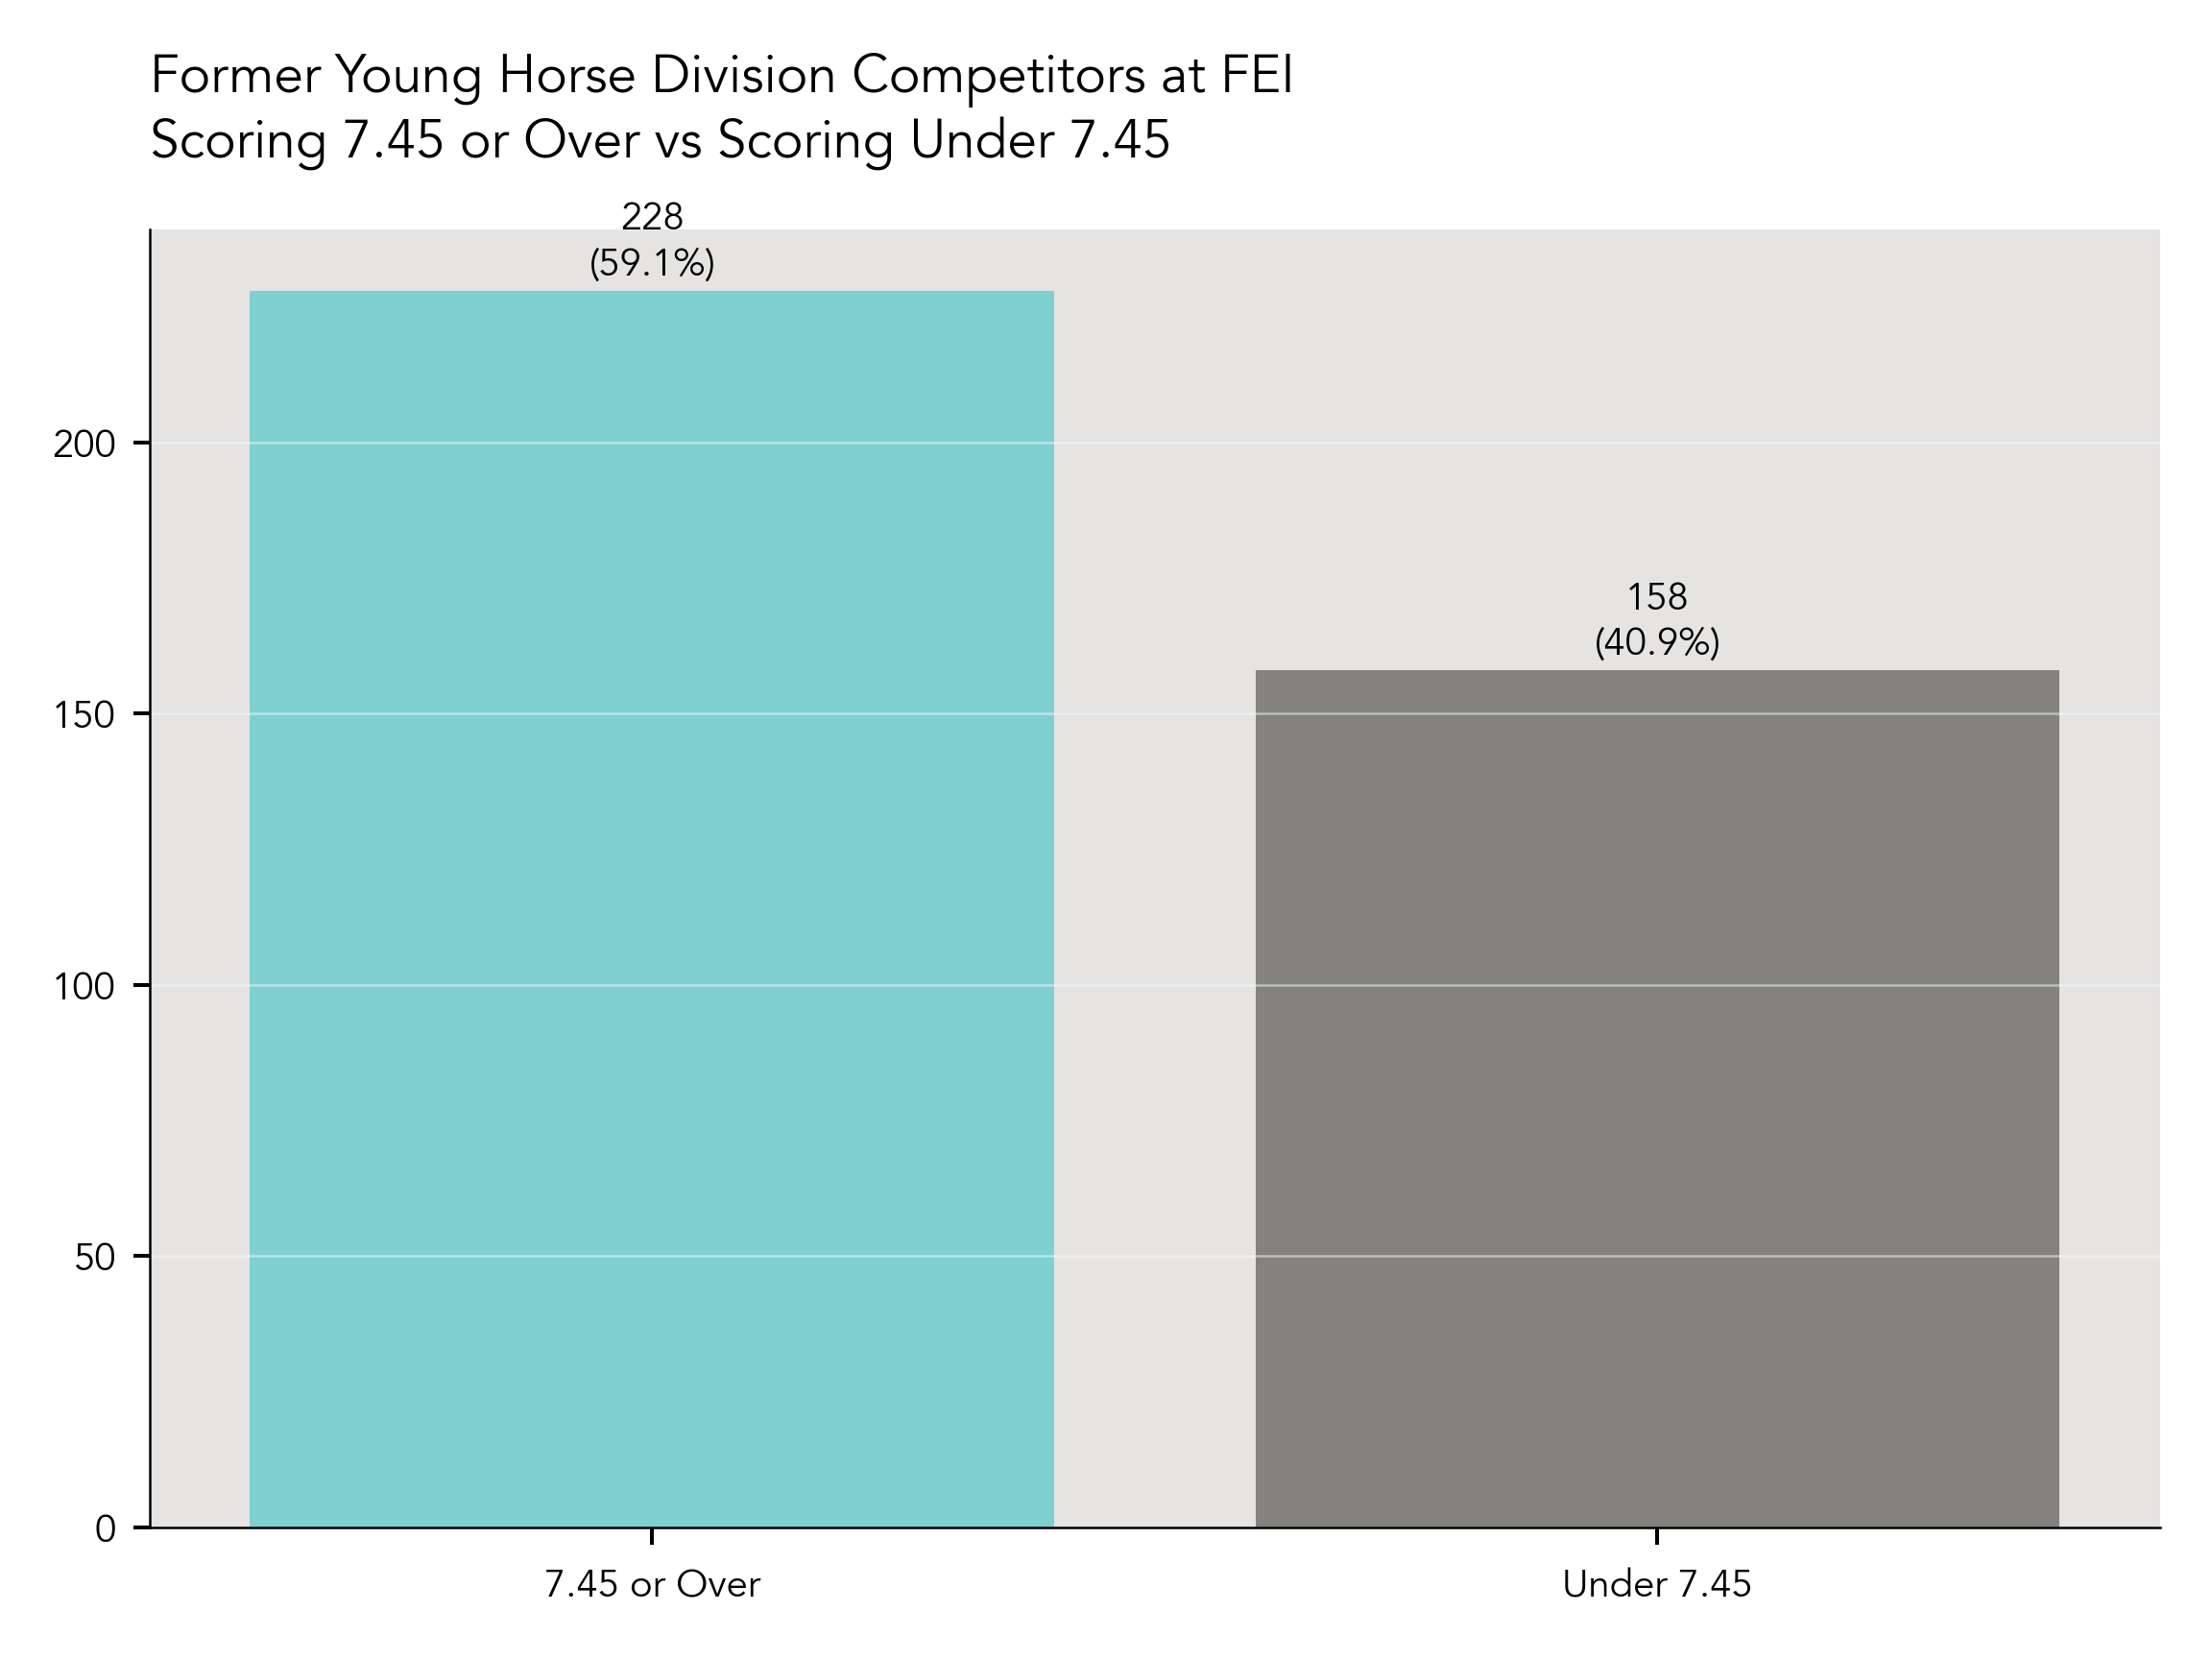 Former Young Horse Division Competitors at FEI
Scoring 7.45 or Over vs Scoring Under 7.45
228
(59.1%)
158
(40.9%)
200
150
100
50
0
7.45 or Over
Under 7.45